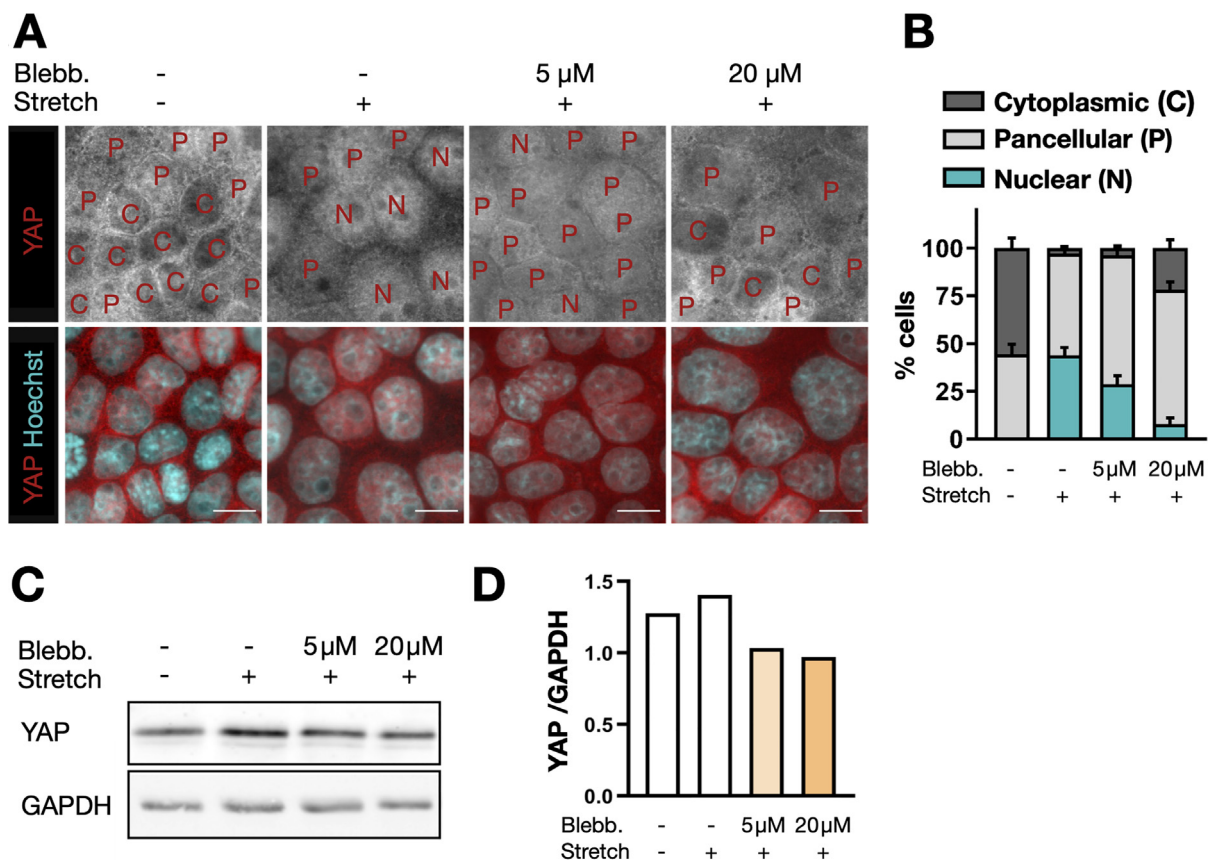 A
Blebb. - - 5 µM 20 µM
Stretch - + + +
YAP
P P P
P P
P C C
C C C
C C C P
C P C C
P N
P P
N N
P N
N
N P P
P P
P P
P P
P P
P N P
P P
C P
P C C
P
YAP Hoechst
B
Cytoplasmic (C)
Pancellular (P)
Nuclear (N)
% cells
100
75
50
25
0
Blebb. - - 5µM 20µM
Stretch - + + +
C
Blebb. - - 5µM 20µM
Stretch - + + +
YAP
GAPDH
D
YAP /GAPDH
1.5
1.0
0.5
0.0
Blebb. - - 5µM 20µM
Stretch - + + +